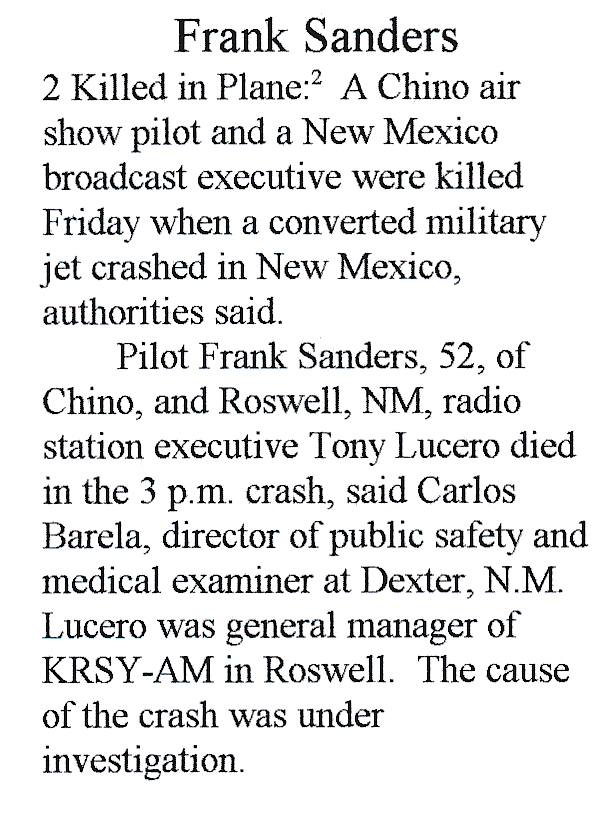 Frank Sanders
2 Killed in Plane:²  A Chino air
show pilot and a New Mexico
broadcast executive were killed
Friday when a converted military
jet crashed in New Mexico,
authorities said.
Pilot Frank Sanders, 52, of
Chino, and Roswell, NM, radio
station executive Tony Lucero died
in the 3 p.m. crash, said Carlos
Barela, director of public safety and
medical examiner at Dexter, N.M.
Lucero was general manager of
KRSY-AM in Roswell.  The cause
of the crash was under
investigation.